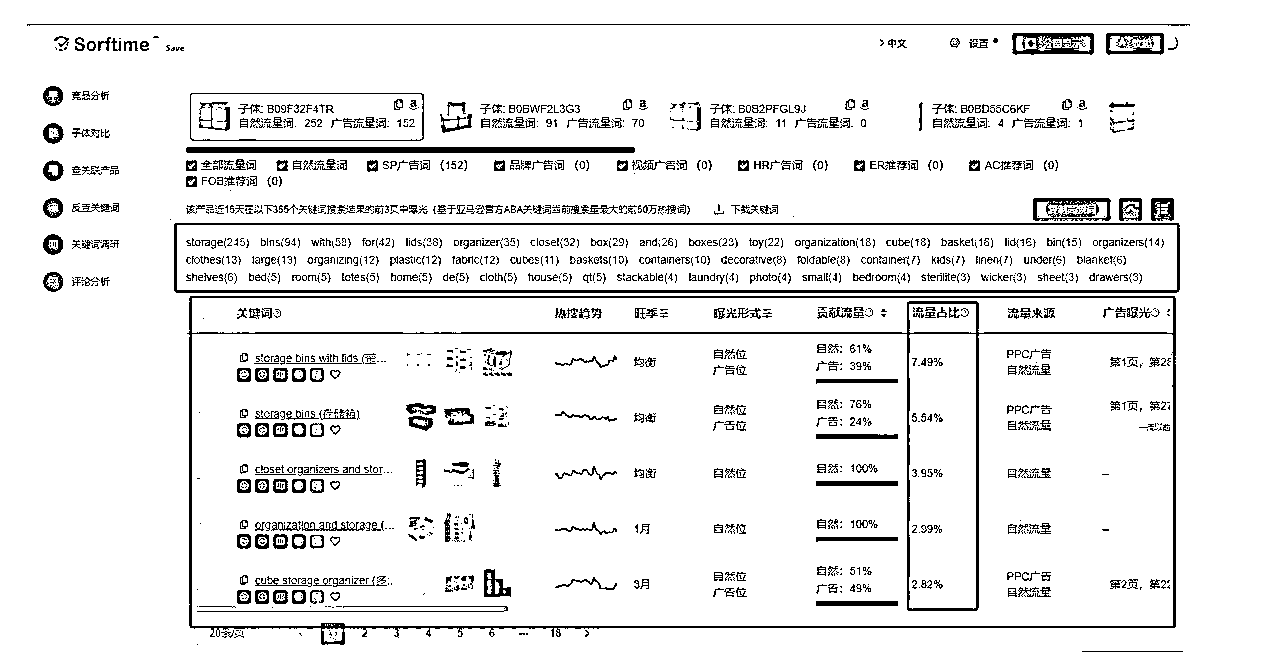 Sorftime Save
中文 设置
竞品分析
子体对比
查关联产品
反查关键词
关键词调研
评论分析
子体: B09F32F4TR
自然流量词: 252 广告流量词: 152
子体: B0BWF2L3G3
自然流量词: 91 广告流量词: 70
子体: B0B2PFGL9J
自然流量词: 11 广告流量词: 0
子体: B0BD55C6KF
自然流量词: 4 广告流量词: 1
全部流量词 自然流量词 SP广告词 (152) 品牌广告词 (0) 视频广告词 (0) HR广告词 (0) ER推荐词 (0) AC推荐词 (0)
FOB推荐词 (0)
该产品近15天在以下355个关键词搜索结果的前3页中曝光 (基于亚马逊官方ABA关键词当前搜索量最大的前60万热搜词) 下载关键词
storage(245) bins(94) with(59) for(42) lids(38) organizer(35) closet(32) box(29) and(26) boxes(23) toy(22) organization(18) cube(18) basket(16) lid(16) bin(15) organizers(14)
clothes(13) large(13) organizing(12) plastic(12) fabric(12) cubes(11) baskets(10) containers(10) decorative(8) foldable(8) container(7) kids(7) linen(7) under(6) blanket(6)
shelves(6) bed(5) room(5) totes(5) home(5) de(5) cloth(5) house(5) qt(5) stackable(4) laundry(4) photo(4) small(4) bedroom(4) sterilite(3) wicker(3) sheet(3) drawers(3)
关键词 热搜趋势 旺季 曝光形式 贡献流量 流量占比 流量来源 广告曝光
storage bins with lids (带... 均衡 自然位 广告位 自然: 61% 广告: 39% 7.49% PPC广告 自然流量 第1页, 第28
storage bins (存储箱) 均衡 自然位 广告位 自然: 76% 广告: 24% 5.54% PPC广告 自然流量 第1页, 第27
closet organizers and stor... 均衡 自然位 自然: 100% 3.95% 自然流量 –
organization and storage (... 1月 自然位 自然: 100% 2.99% 自然流量 –
cube storage organizer (多... 3月 自然位 广告位 自然: 51% 广告: 49% 2.82% PPC广告 自然流量 第2页, 第22
20条/页 2 3 4 5 6 ··· 18 >